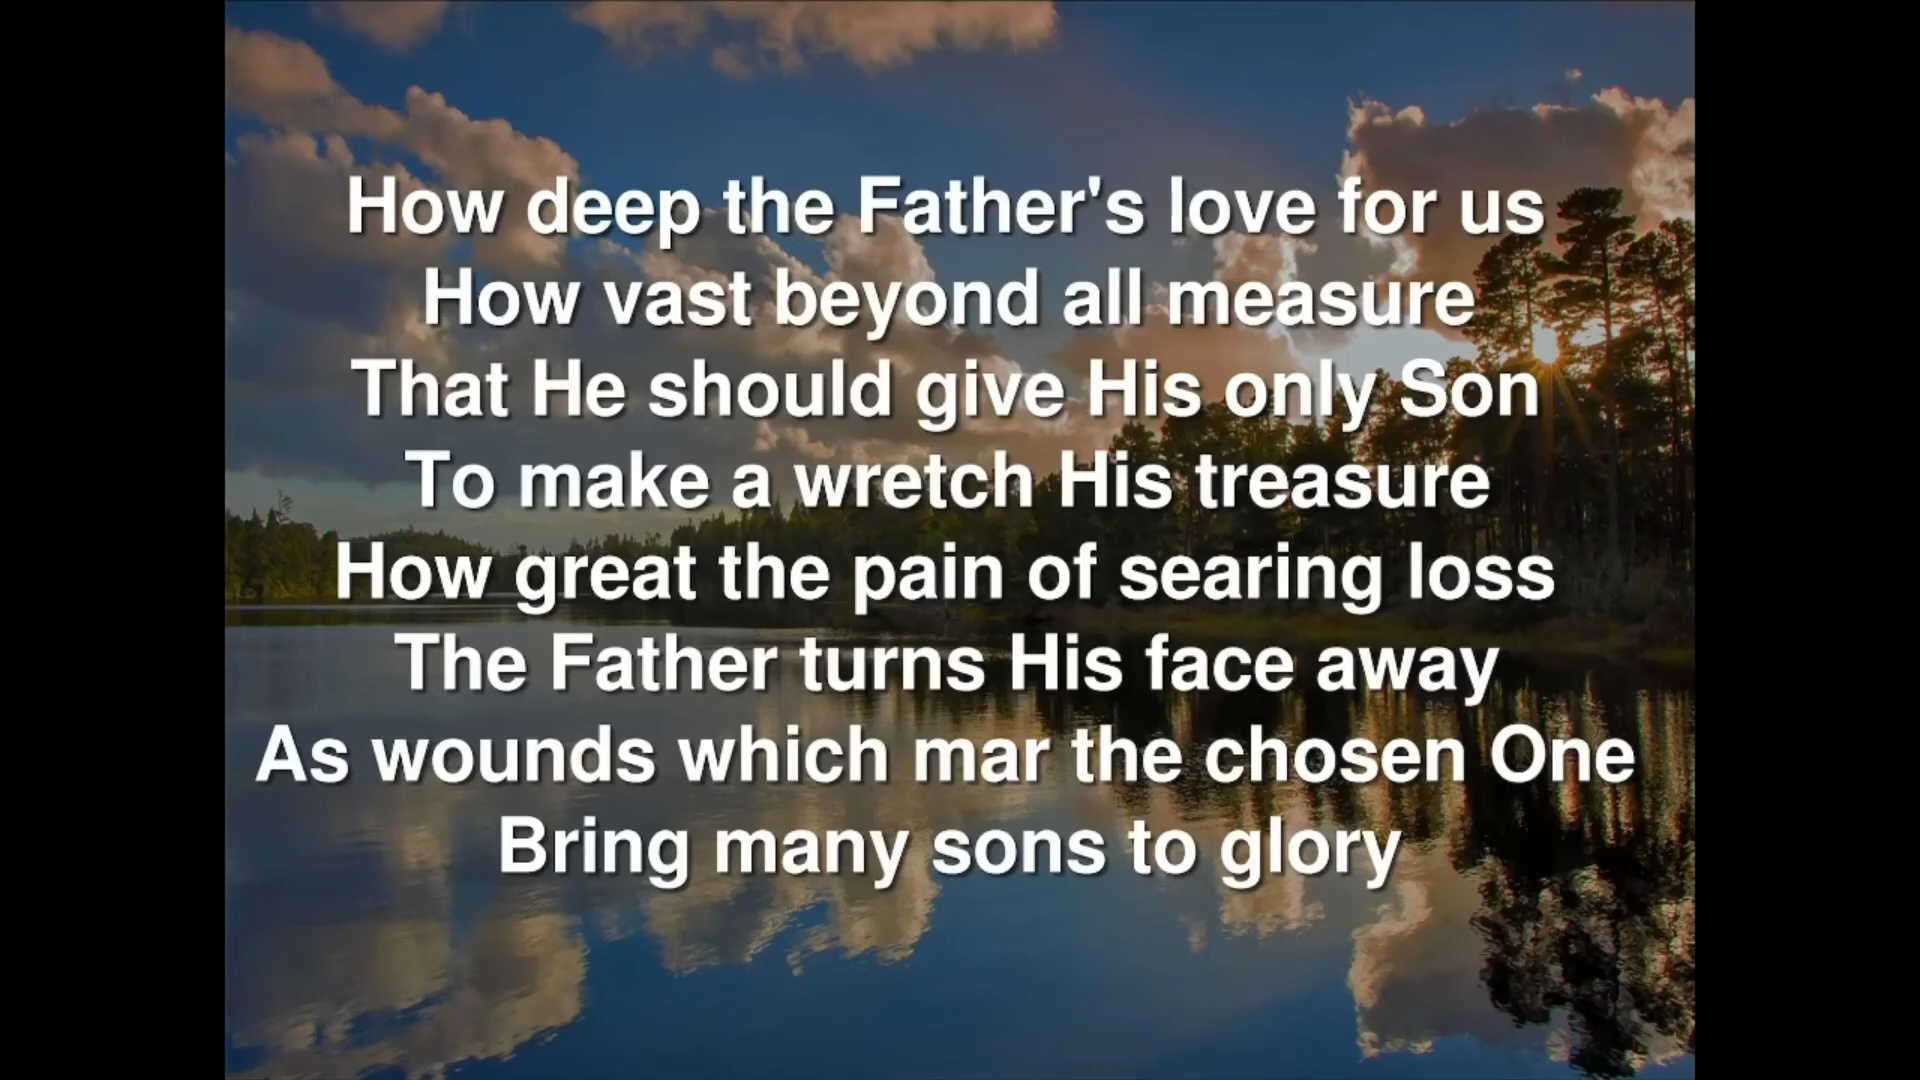 How deep the Father's love for us
How vast beyond all measure
That He should give His only Son
To make a wretch His treasure
How great the pain of searing loss
The Father turns His face away
As wounds which mar the chosen One
Bring many sons to glory